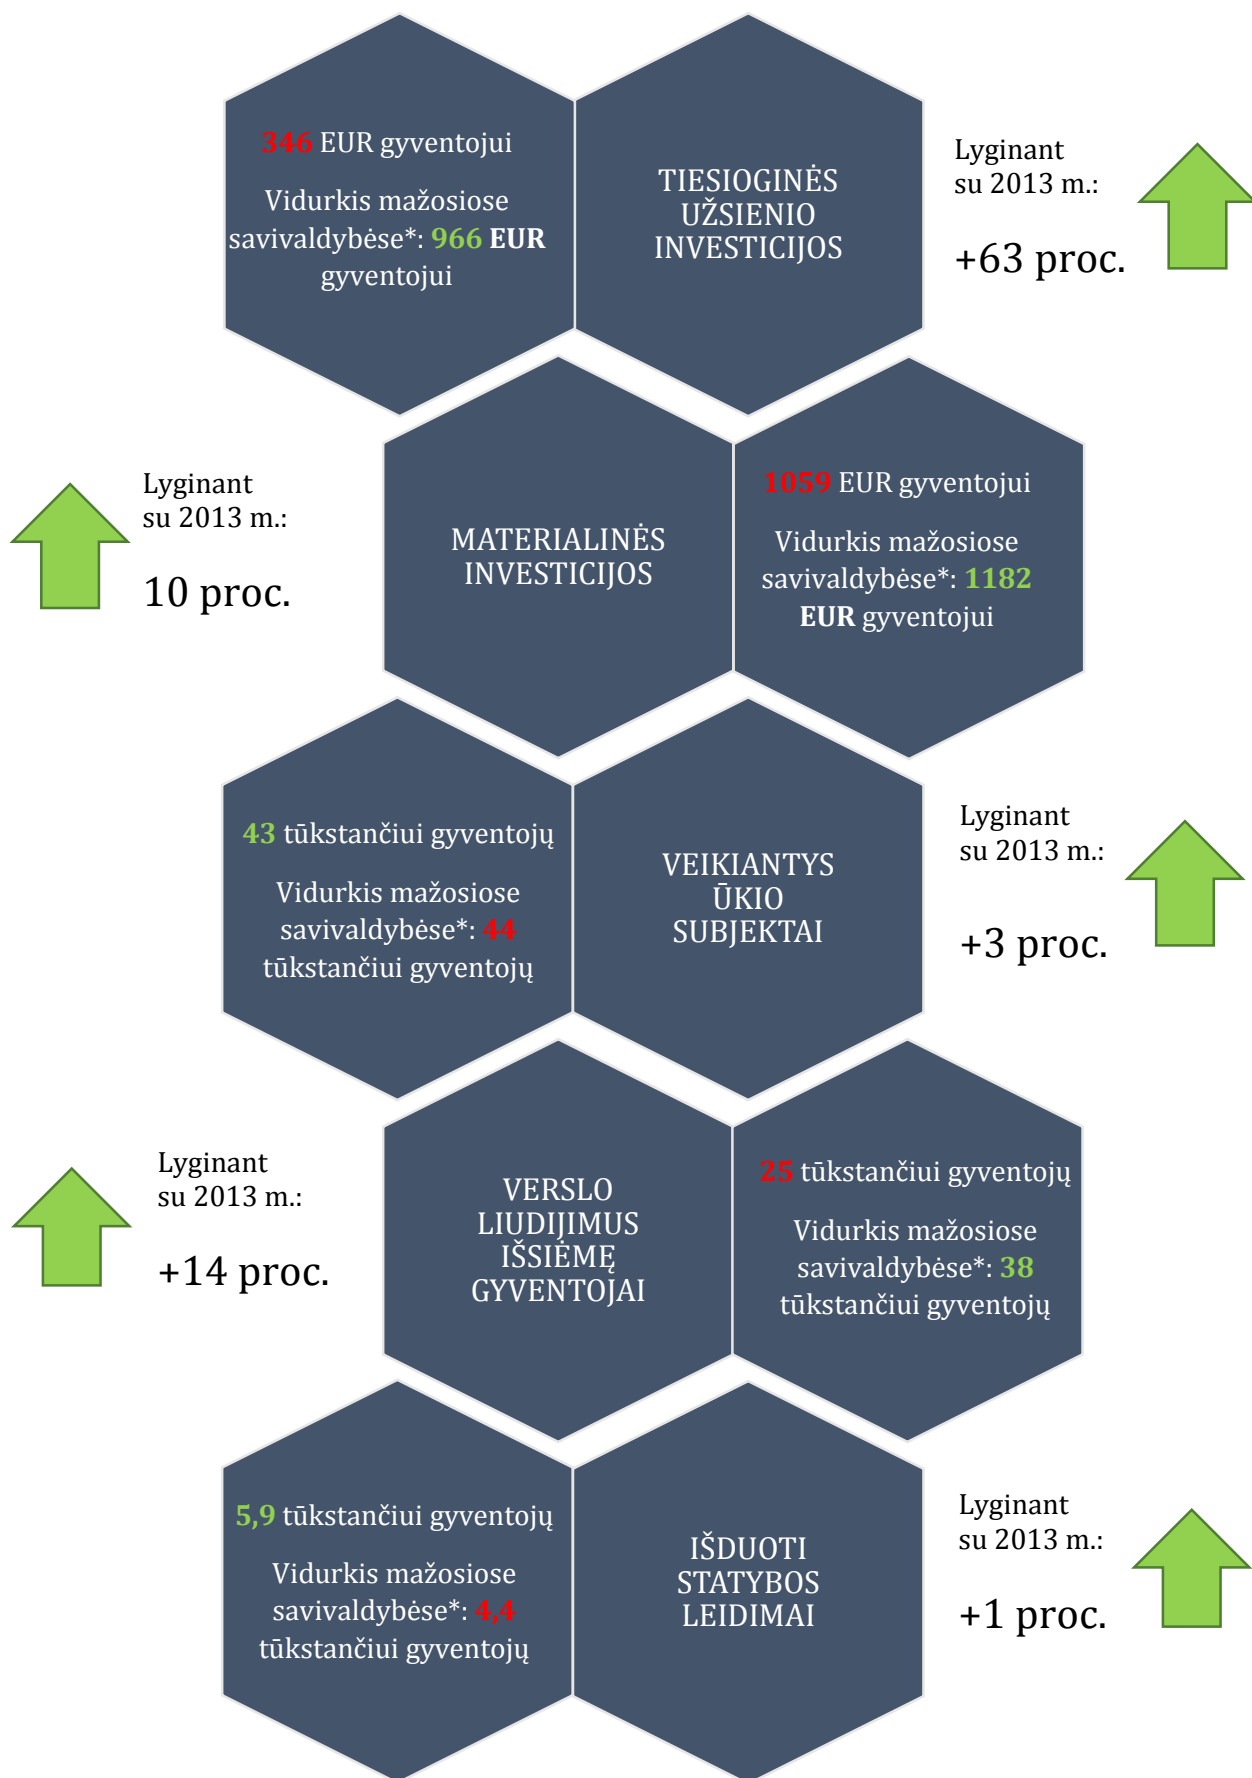 346 EUR gyventojui
Vidurkis mažosiose
savivaldybėse*: 966 EUR
gyventojui
TIESIOGINĖS
UŽSIENIO
INVESTICIJOS
Lyginant
su 2013 m.:
+63 proc.
Lyginant
su 2013 m.:
10 proc.
MATERIALINĖS
INVESTICIJOS
1059 EUR gyventojui
Vidurkis mažosiose
savivaldybėse*: 1182
EUR gyventojui
43 tūkstančiui gyventojų
Vidurkis mažosiose
savivaldybėse*: 44
tūkstančiui gyventojų
VEIKIANTYS
ŪKIO
SUBJEKTAI
Lyginant
su 2013 m.:
+3 proc.
Lyginant
su 2013 m.:
+14 proc.
VERSLO
LIUDIJIMUS
IŠSIĖMĘ
GYVENTOJAI
25 tūkstančiui gyventojų
Vidurkis mažosiose
savivaldybėse*: 38
tūkstančiui gyventojų
5,9 tūkstančiui gyventojų
Vidurkis mažosiose
savivaldybėse*: 4,4
tūkstančiui gyventojų
IŠDUOTI
STATYBOS
LEIDIMAI
Lyginant
su 2013 m.:
+1 proc.